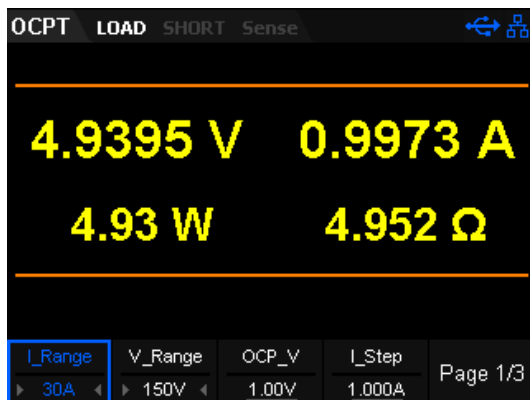 OCPT LOAD SHORT Sense
4.9395 V 0.9973 A
4.93 W 4.952 Ω
I_Range V_Range OCP_V I_Step Page 1/3
30A 150V 1.00V 1.000A